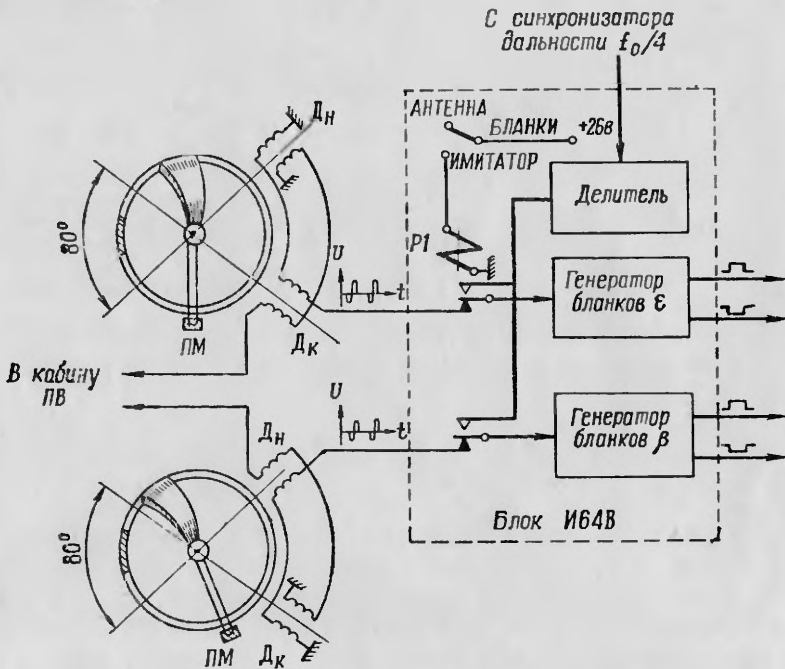 С синхронизатора
дальности f₀/4
АНТЕННА
БЛАНКИ
+26в
ИМИТАТОР
Делитель
Р1
Дн
80°
ПМ
Дк
U
t
Генератор
бланков Ɛ
В кабину
ПВ
U
t
Дн
Генератор
бланков β
80°
ПМ
Дк
Блок И64В